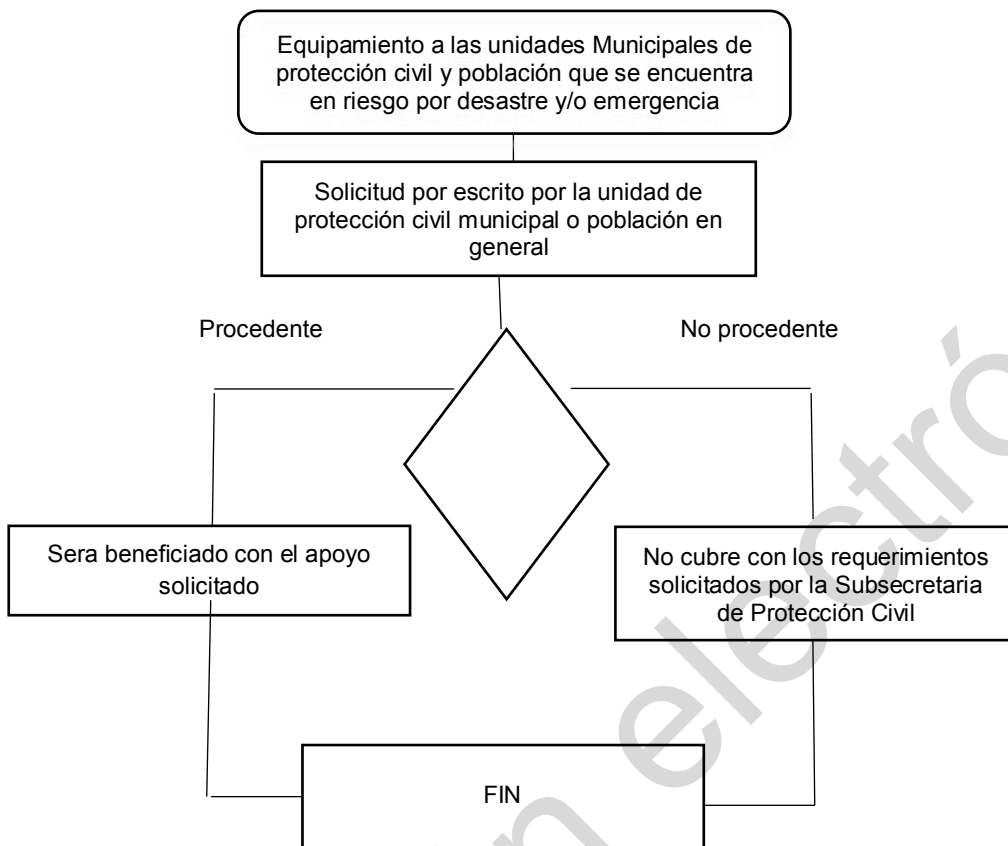 Equipamiento a las unidades Municipales de
protección civil y población que se encuentra
en riesgo por desastre y/o emergencia
Solicitud por escrito por la unidad de
protección civil municipal o población en
general
Procedente
No procedente
Sera beneficiado con el apoyo
solicitado
No cubre con los requerimientos
solicitados por la Subsecretaria
de Protección Civil
FIN